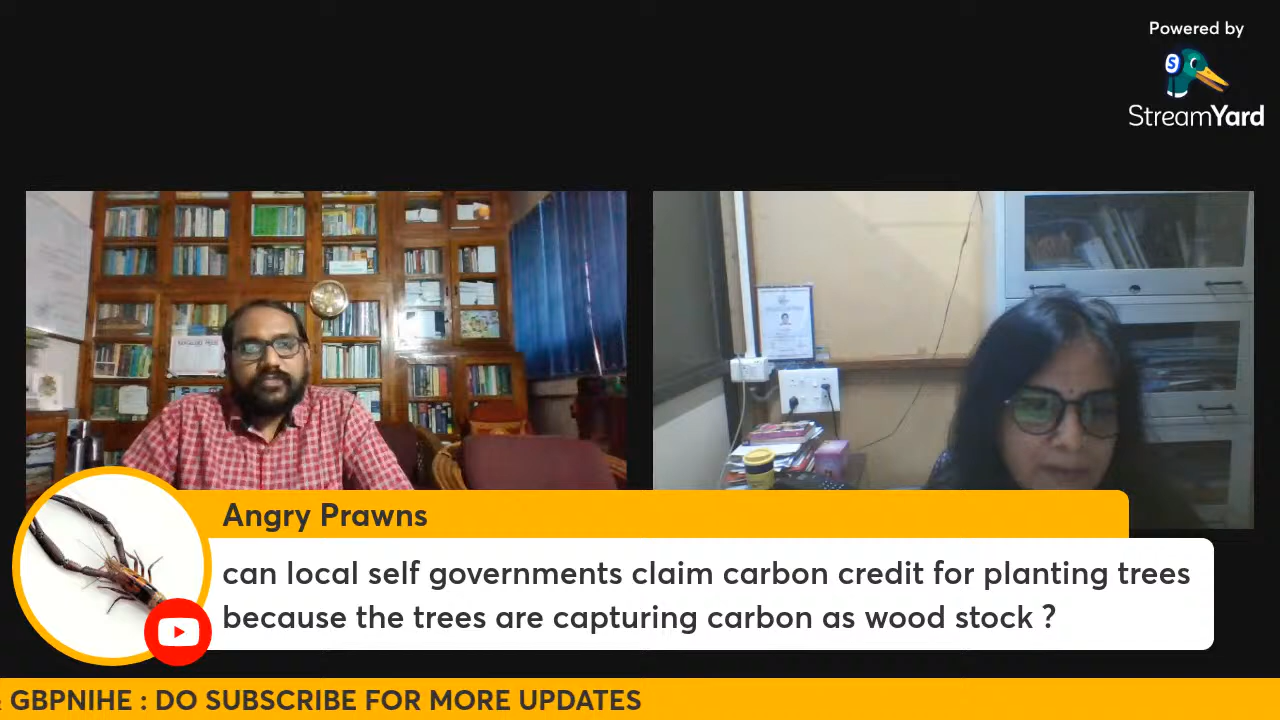 Powered by
StreamYard
Angry Prawns
can local self governments claim carbon credit for planting trees
because the trees are capturing carbon as wood stock ?
GBPNIHE : DO SUBSCRIBE FOR MORE UPDATES